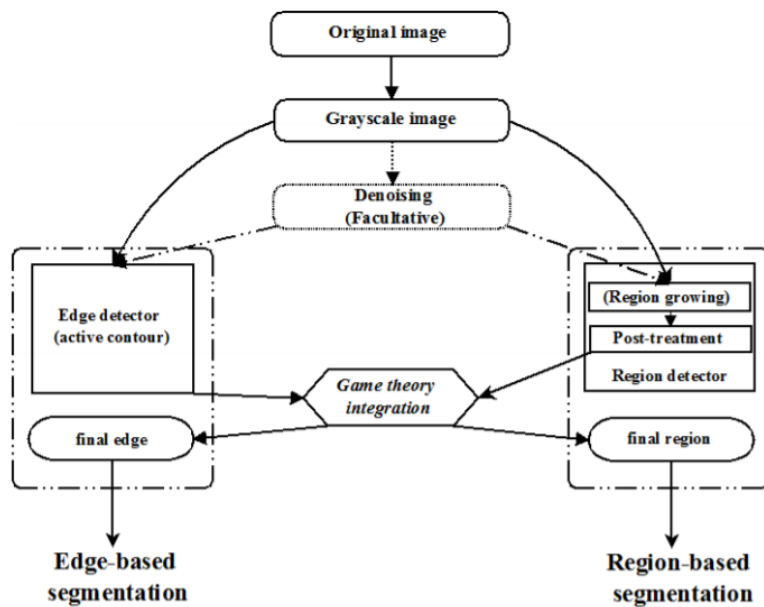 Original image
Grayscale image
Denoising
(Facultative)
Edge detector
(active contour)
(Region growing)
Post-treatment
Region detector
Game theory
integration
final edge
final region
Edge-based
segmentation
Region-based
segmentation